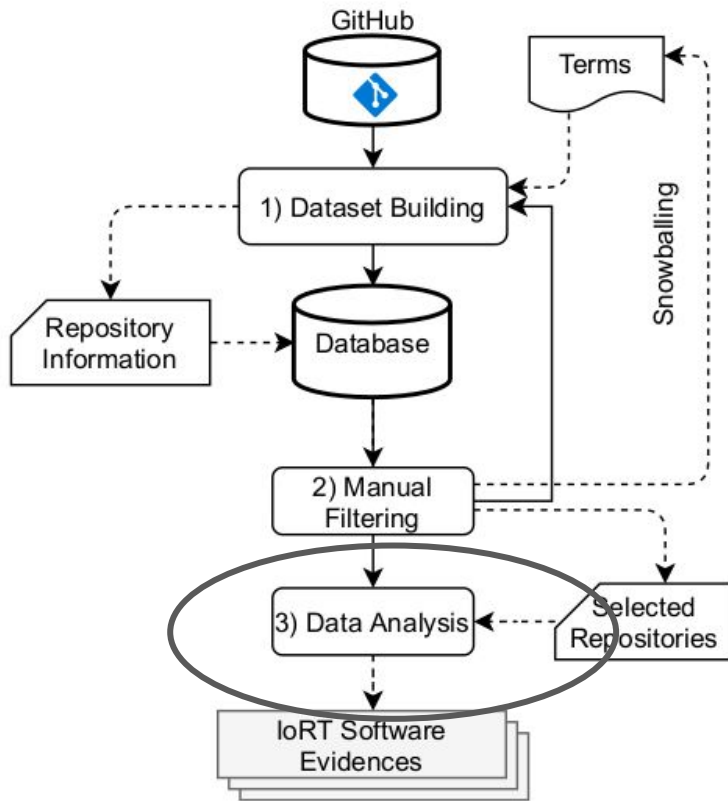 GitHub
Terms
1) Dataset Building
Snowballing
Repository
Information
Database
2) Manual
Filtering
3) Data Analysis
Selected
Repositories
IoRT Software
Evidences